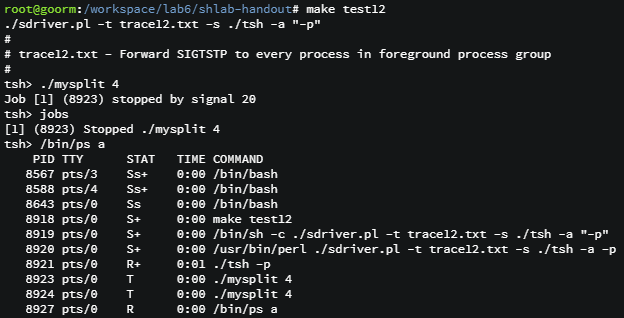 root@goorm:/workspace/lab6/shlab-handout# make test12
./sdriver.pl -t trace12.txt -s ./tsh -a "-p"
#
# trace12.txt - Forward SIGTSTP to every process in foreground process group
#
tsh> ./mysplit 4
Job [1] (8923) stopped by signal 20
tsh> jobs
[1] (8923) Stopped ./mysplit 4
tsh> /bin/ps a
    PID TTY      STAT   TIME COMMAND
   8567 pts/3    Ss+    0:00 /bin/bash
   8588 pts/4    Ss+    0:00 /bin/bash
   8643 pts/0    Ss     0:00 /bin/bash
   8918 pts/0    S+     0:00 make test12
   8919 pts/0    S+     0:00 /bin/sh -c ./sdriver.pl -t trace12.txt -s ./tsh -a "-p"
   8920 pts/0    S+     0:00 /usr/bin/perl ./sdriver.pl -t trace12.txt -s ./tsh -a -p
   8921 pts/0    R+     0:01 ./tsh -p
   8923 pts/0    T      0:00 ./mysplit 4
   8924 pts/0    T      0:00 ./mysplit 4
   8927 pts/0    R      0:00 /bin/ps a